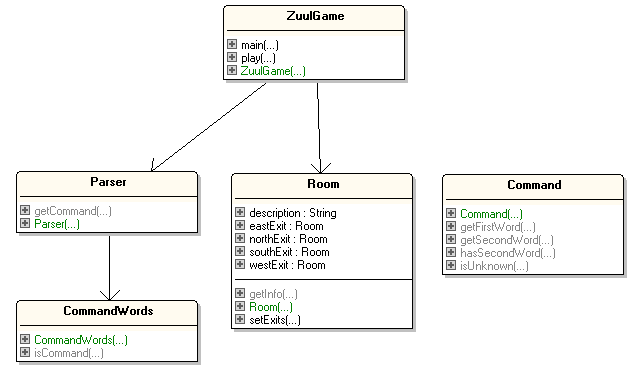 ZuulGame
main(...)
play(...)
ZuulGame(...)
Parser
getCommand(...)
Parser(...)
Room
description : String
eastExit : Room
northExit : Room
southExit : Room
westExit : Room
getInfo(...)
Room(...)
setExits(...)
Command
Command(...)
getFirstWord(...)
getSecondWord(...)
hasSecondWord(...)
isUnknown(...)
CommandWords
CommandWords(...)
isCommand(...)